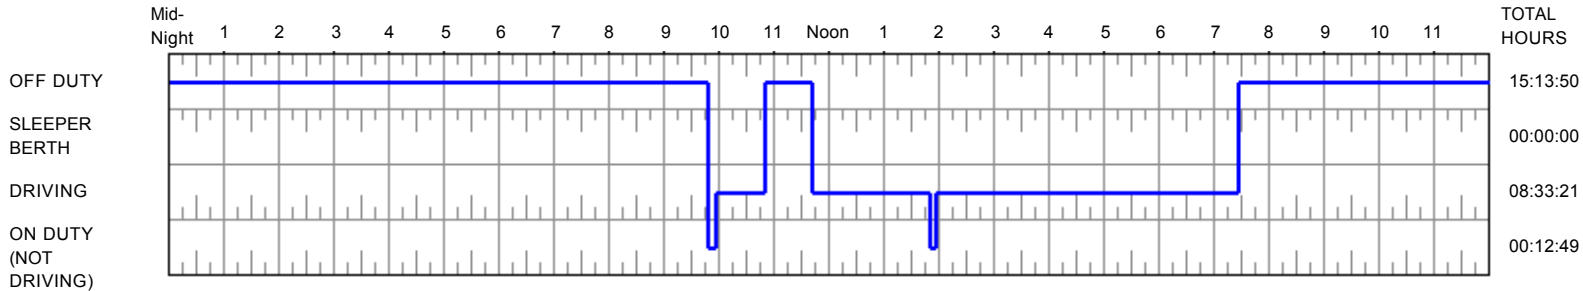 Mid-
Night 1 2 3 4 5 6 7 8 9 10 11 Noon 1 2 3 4 5 6 7 8 9 10 11
TOTAL
HOURS
OFF DUTY 15:13:50
SLEEPER
BERTH
00:00:00
DRIVING 08:33:21
ON DUTY
(NOT
DRIVING)
00:12:49